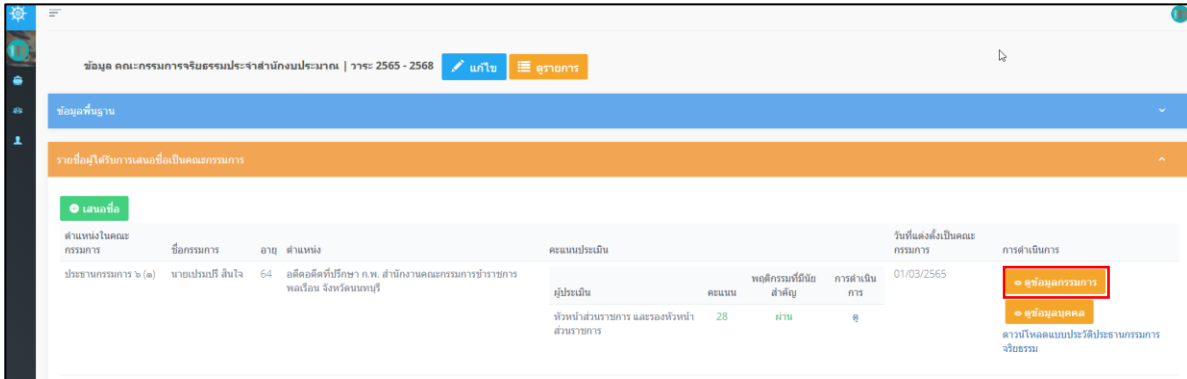 ข้อมูล คณะกรรมการจริยธรรมประจำสำนักงบประมาณ | วาระ 2565 - 2568 แก้ไข ดูรายการ
ข้อมูลพื้นฐาน
รายชื่อผู้ได้รับการเสนอชื่อเป็นคณะกรรมการ
เสนอชื่อ
ตำแหน่งในคณะ
กรรมการ
ชื่อกรรมการ
อายุ
ตำแหน่ง
คะแนนประเมิน
วันที่แต่งตั้งเป็นคณะ
กรรมการ
การดำเนินการ
ประธานกรรมการ ๖ (๑)
นายเปรมปรี สินใจ
64
อดีตอดีตที่ปรึกษา ก.พ. สำนักงานคณะกรรมการข้าราชการ
พลเรือน จังหวัดนนทบุรี
ผู้ประเมิน
คะแนน
พฤติกรรมที่มีนัย
สำคัญ
การดำเนิน
การ
หัวหน้าส่วนราชการ และรองหัวหน้า
ส่วนราชการ
28
ผ่าน
ดู
01/03/2565
ดูข้อมูลกรรมการ
ดูข้อมูลบุคคล
ดาวน์โหลดแบบประวัติประธานกรรมการ
จริยธรรม